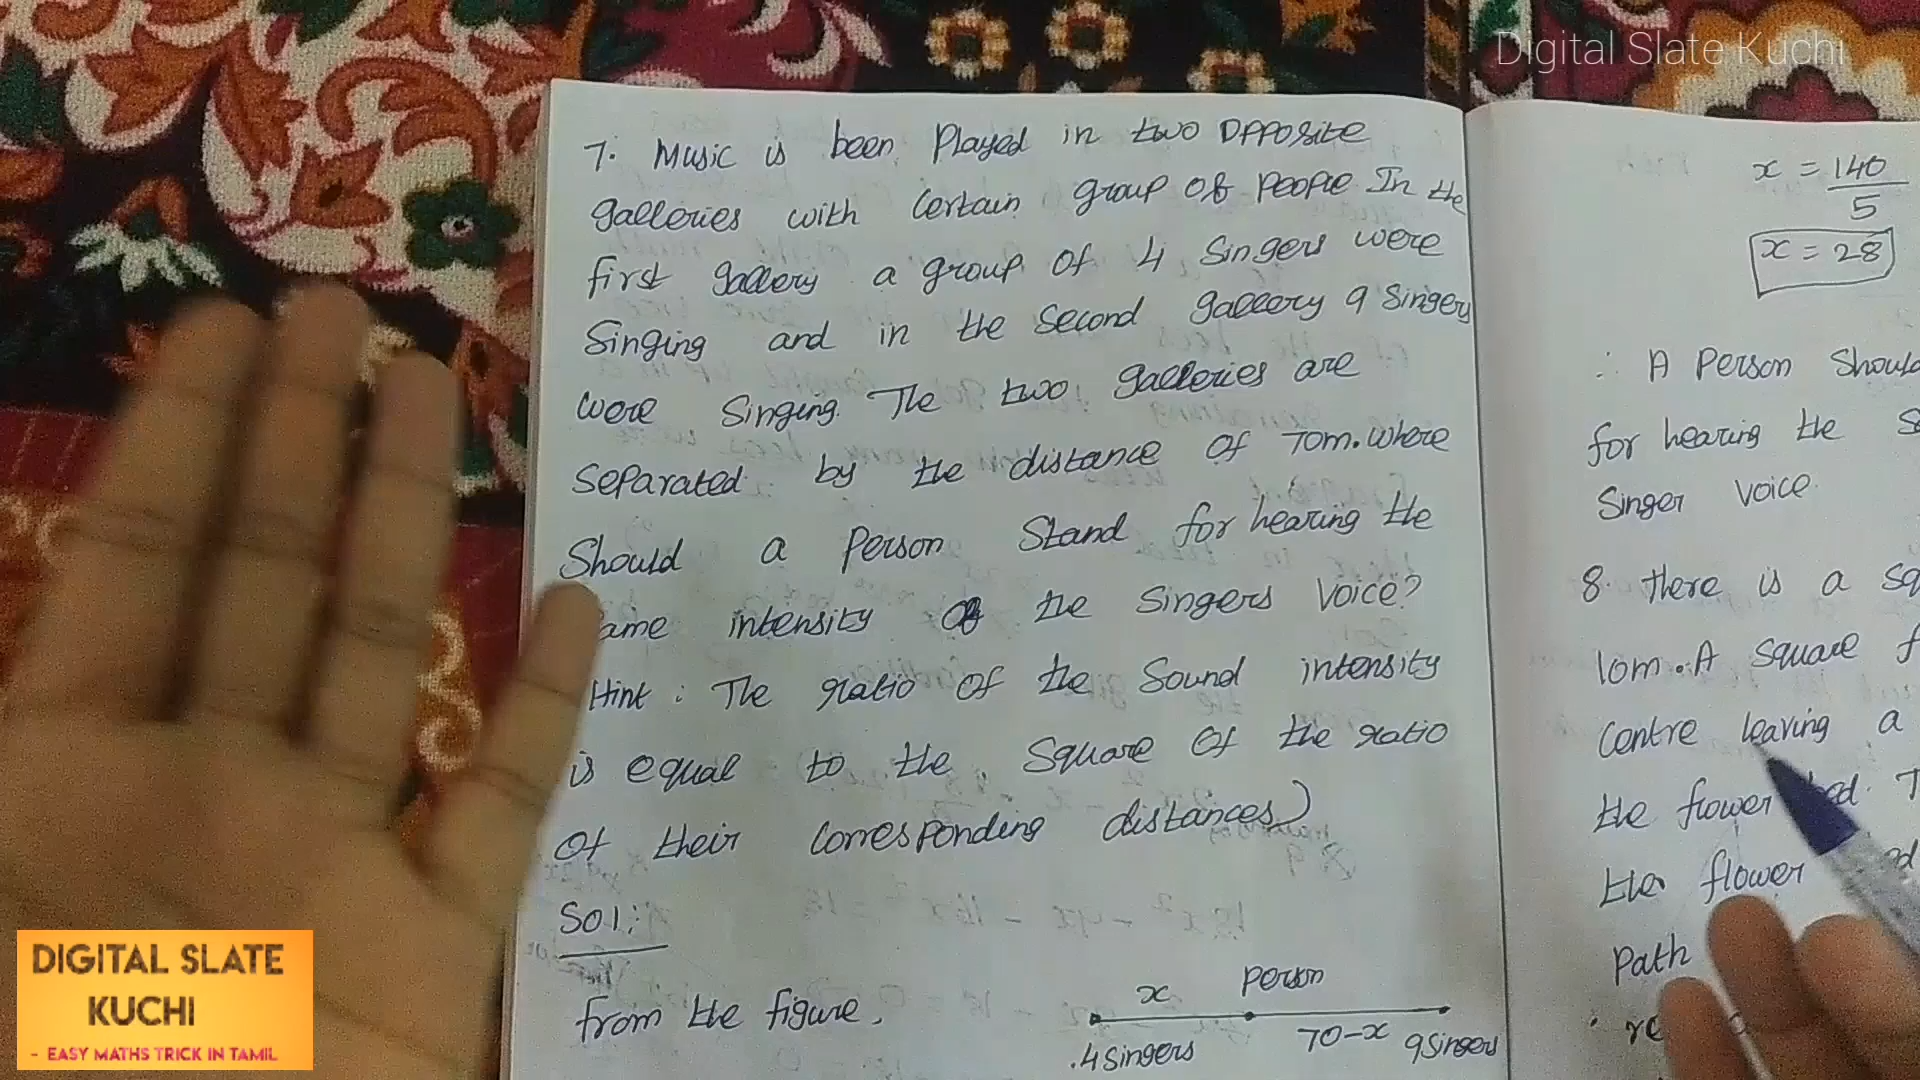 Digital Slate Kuchi
7. Music is been Played in two opposite
galleries with certain group of people In the
first gallery a group of 4 Singers were
Singing and in the Second gallery 9 Singers
were Singing. The two galleries are
Separated by the distance of 70m. where
Should a Person Stand for hearing the
ame intensity of the Singers Voice?
Hint : The ratio of the Sound intensity
is equal to the Square of the ratio
of their Corresponding distances)
Sol:
from the figure,
x Person
70-x
4 Singers 9 Singers
x = 140
5
x = 28
∴ A Person Should
for hearing the
Singer voice.
8. there is a
10m. A Square
Centre leaving a
the flower
the flower
Path
DIGITAL SLATE
KUCHI
- EASY MATHS TRICK IN TAMIL